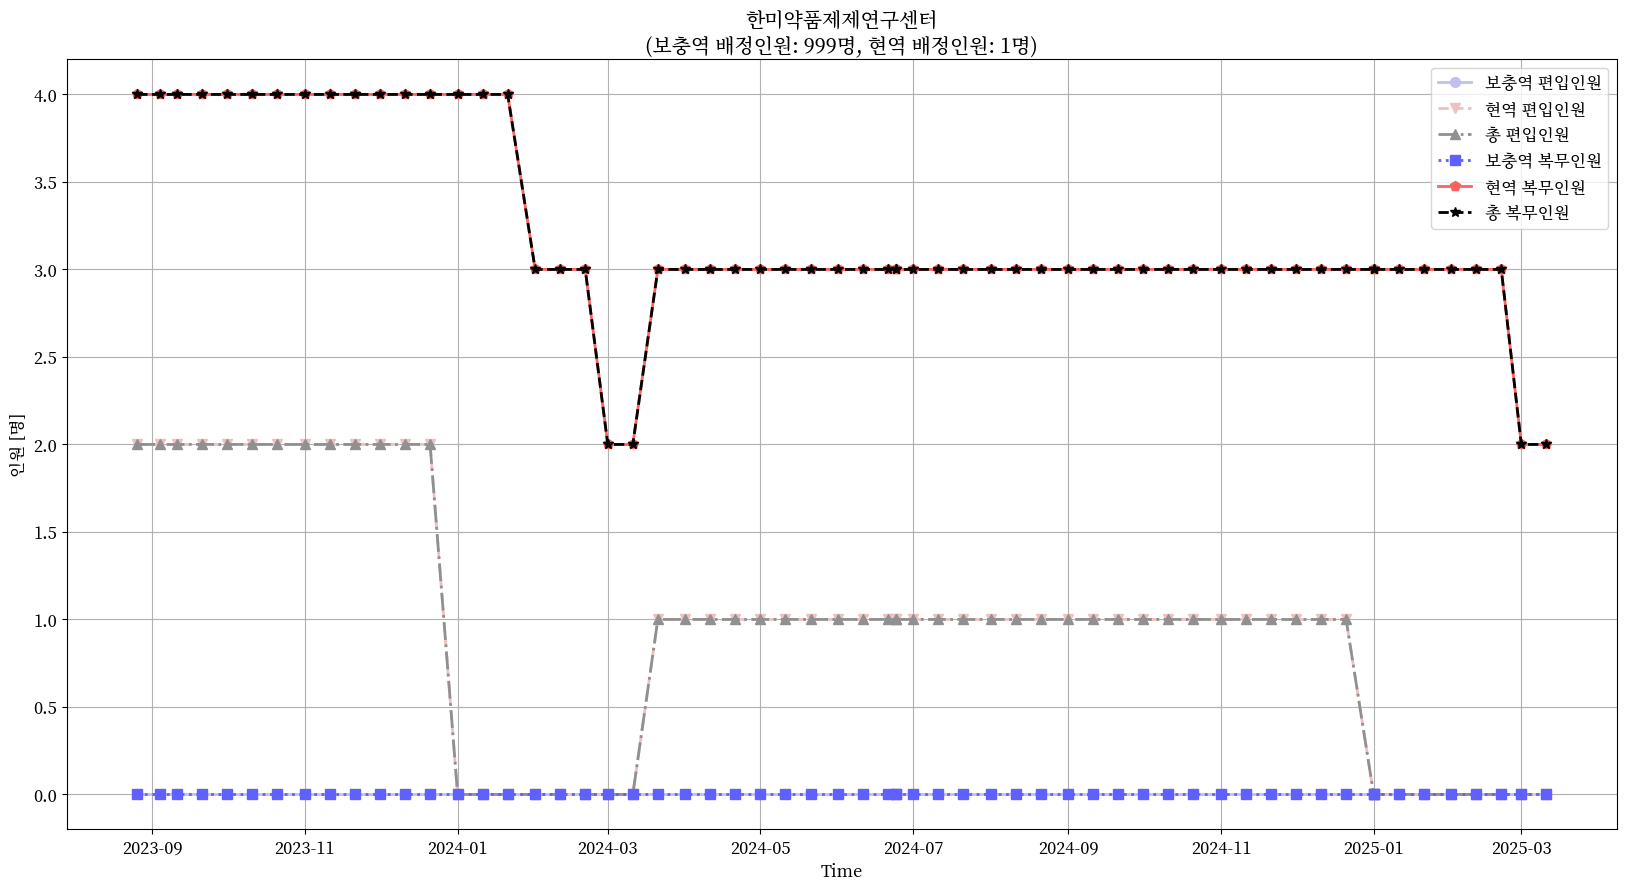 한미약품제제연구센터
(보충역 배정인원: 999명, 현역 배정인원: 1명)
보충역 편입인원
현역 편입인원
총 편입인원
보충역 복무인원
현역 복무인원
총 복무인원
인원 [명]
4.0
3.5
3.0
2.5
2.0
1.5
1.0
0.5
0.0
2023-09
2023-11
2024-01
2024-03
2024-05
2024-07
2024-09
2024-11
2025-01
2025-03
Time